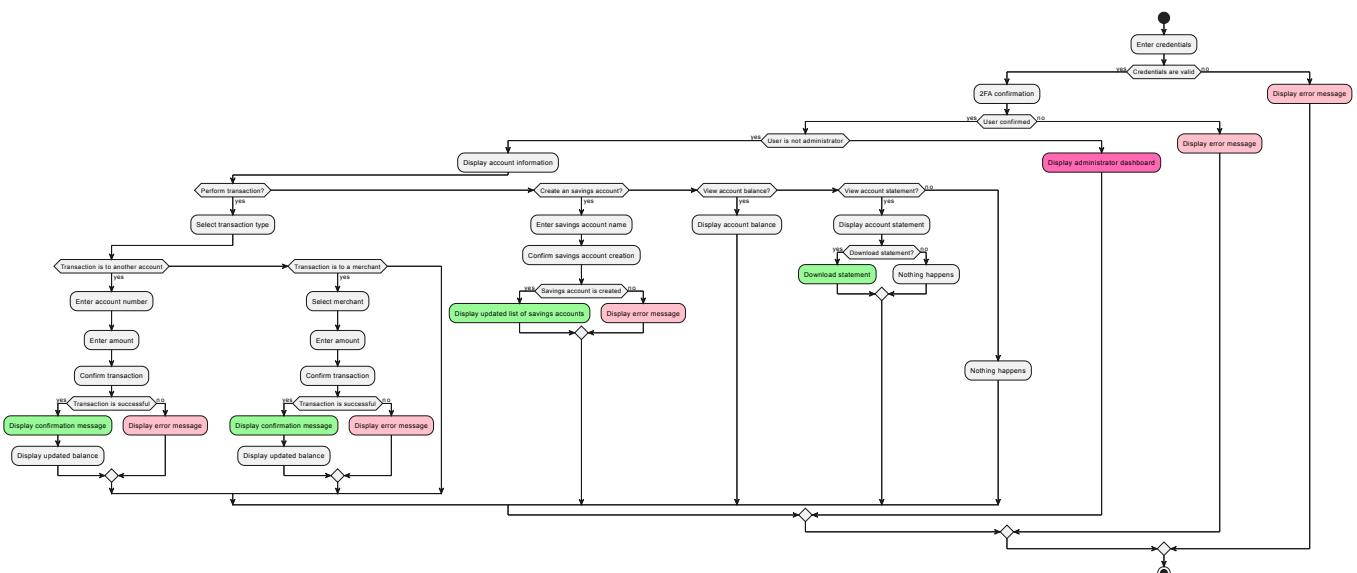 Enter credentials
yes
Credentials are valid
no
2FA confirmation
Display error message
yes
User confirmed
no
yes
User is not administrator
Display error message
Display account information
Display administrator dashboard
Perform transaction?
Create an savings account?
View account balance?
View account statement?
no
yes
yes
yes
yes
Select transaction type
Enter savings account name
Display account balance
Display account statement
yes
Download statement?
no
Confirm savings account creation
Transaction is to another account
Transaction is to a merchant
Download statement
Nothing happens
yes
yes
yes
Savings account is created
no
Enter account number
Select merchant
Display updated list of savings accounts
Display error message
Enter amount
Enter amount
Nothing happens
Confirm transaction
Confirm transaction
yes
Transaction is successful
no
yes
Transaction is successful
no
Display confirmation message
Display error message
Display confirmation message
Display error message
Display updated balance
Display updated balance